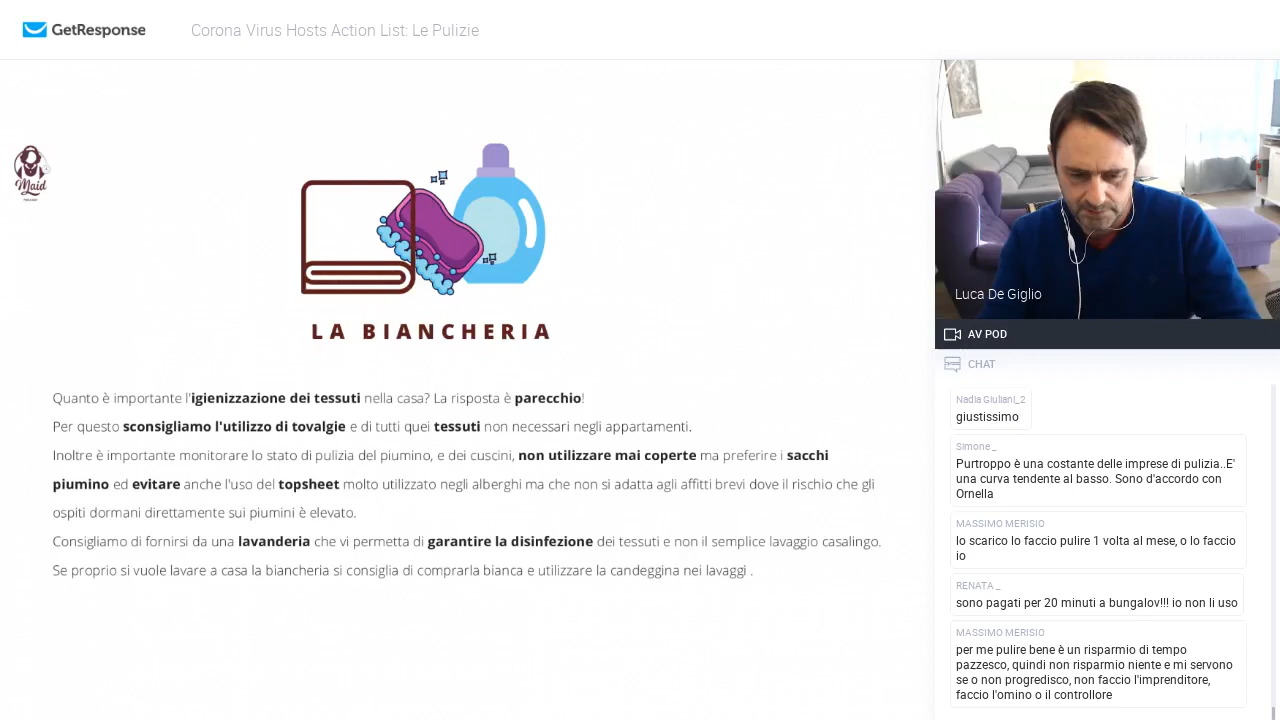 GetResponse
Corona Virus Hosts Action List: Le Pulizie
Maid
LA BIANCHERIA
Quanto è importante l'igienizzazione dei tessuti nella casa? La risposta è parecchio!
Per questo sconsigliamo l'utilizzo di tovalgie e di tutti quei tessuti non necessari negli appartamenti.
Inoltre è importante monitorare lo stato di pulizia del piumino, e dei cuscini, non utilizzare mai coperte ma preferire i sacchi
piumino ed evitare anche l'uso del topsheet molto utilizzato negli alberghi ma che non si adatta agli affitti brevi dove il rischio che gli
ospiti dormani direttamente sui piumini è elevato.
Consigliamo di fornirsi da una lavanderia che vi permetta di garantire la disinfezione dei tessuti e non il semplice lavaggio casalingo.
Se proprio si vuole lavare a casa la biancheria si consiglia di comprarla bianca e utilizzare la candeggina nei lavaggi .
Luca De Giglio
AV POD
CHAT
Nadia Giuliani_2
giustissimo
Simone _
Purtroppo è una costante delle imprese di pulizia..E'
una curva tendente al basso. Sono d'accordo con
Ornella
MASSIMO MERISIO
lo scarico lo faccio pulire 1 volta al mese, o lo faccio
io
RENATA _
sono pagati per 20 minuti a bungalov!!! io non li uso
MASSIMO MERISIO
per me pulire bene è un risparmio di tempo
pazzesco, quindi non risparmio niente e mi servono
se o non progredisco, non faccio l'imprenditore,
faccio l'omino o il controllore